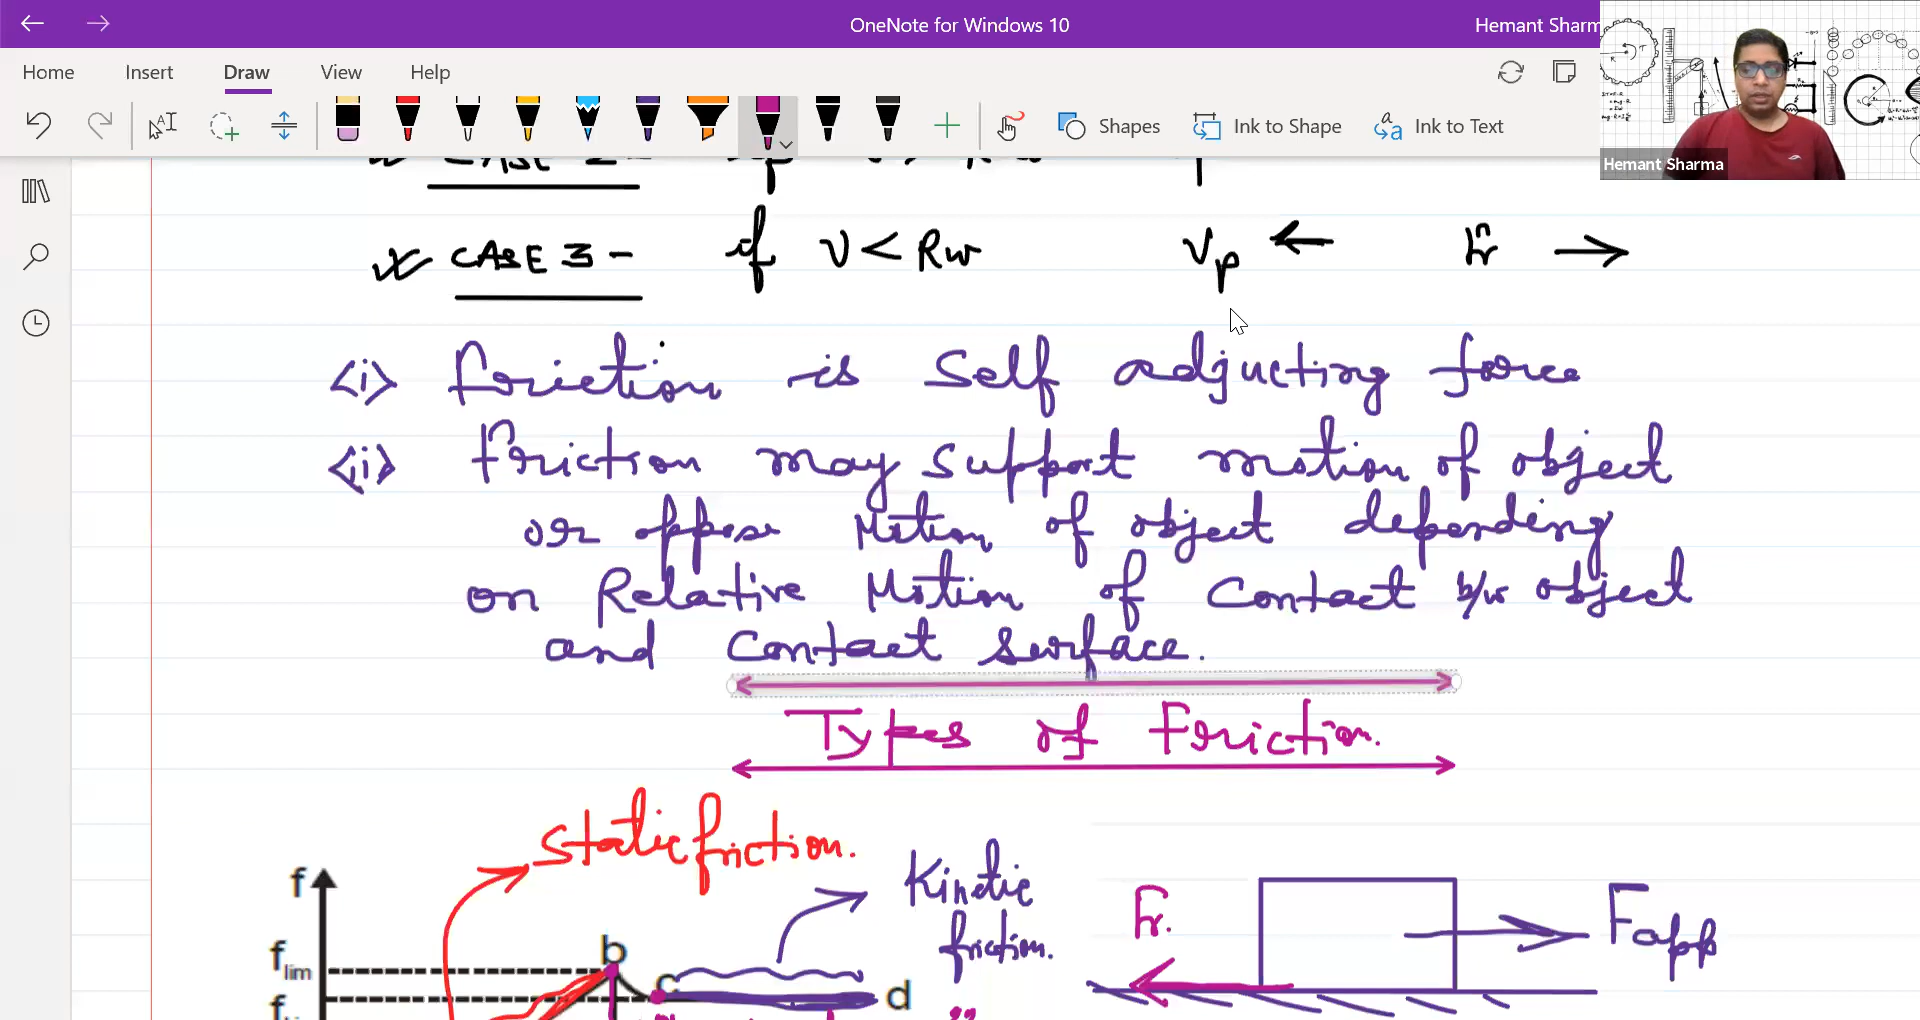 OneNote for Windows 10
Hemant Sharm
Home Insert Draw View Help
Shapes Ink to Shape Ink to Text
Hemant Sharma
CASE 3 - if V < Rw Vp ← fr →
<i> friction is Self adjucting force
<ii> friction may support motion of object
or oppose Motion of object depending
on Relative Motion of Contact b/w object
and Contact surface.
Types of Friction.
Static friction.
Kinetic
friction.
f
flim
b
c
d
Fr.
Fapp